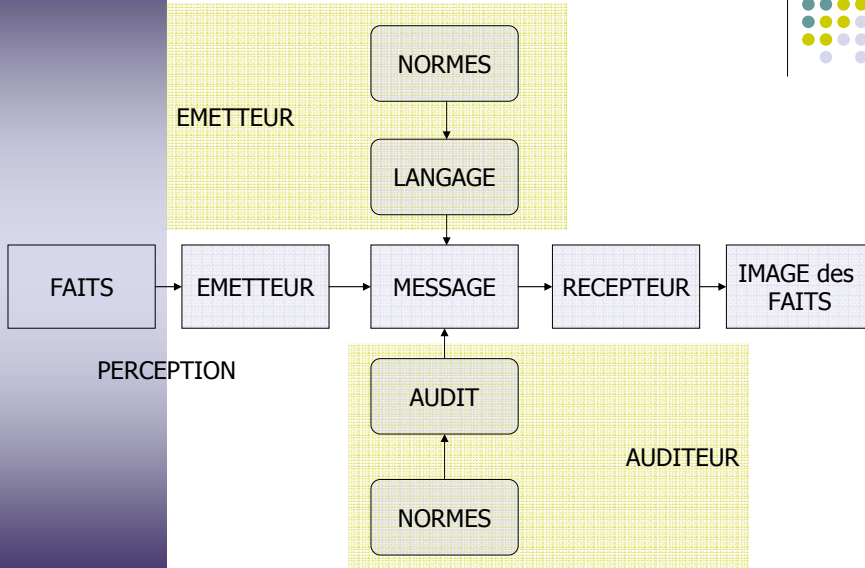 NORMES
EMETTEUR
LANGAGE
FAITS
EMETTEUR
MESSAGE
RECEPTEUR
IMAGE des
FAITS
PERCEPTION
AUDIT
AUDITEUR
NORMES